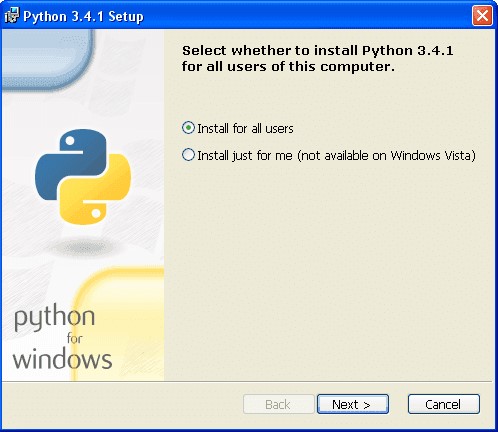 Python 3.4.1 Setup
Select whether to install Python 3.4.1
for all users of this computer.
Install for all users
Install just for me (not available on Windows Vista)
python
for
windows
Back
Next >
Cancel